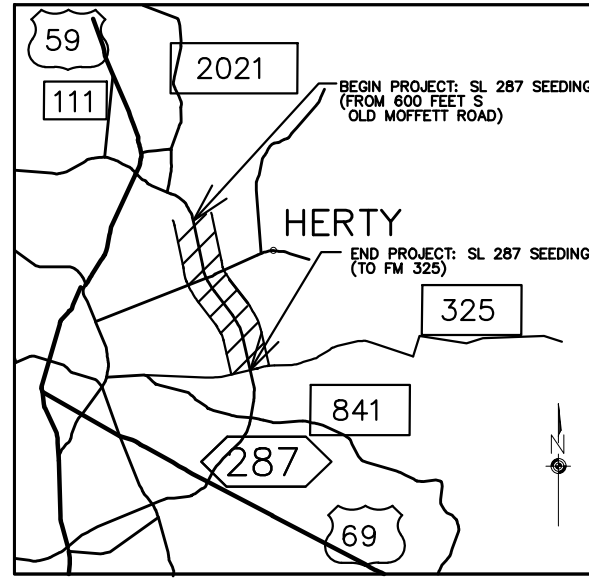 59
2021
111
BEGIN PROJECT: SL 287 SEEDING
(FROM 600 FEET S
OLD MOFFETT ROAD)
HERTY
END PROJECT: SL 287 SEEDING
(TO FM 325)
325
841
287
N
69